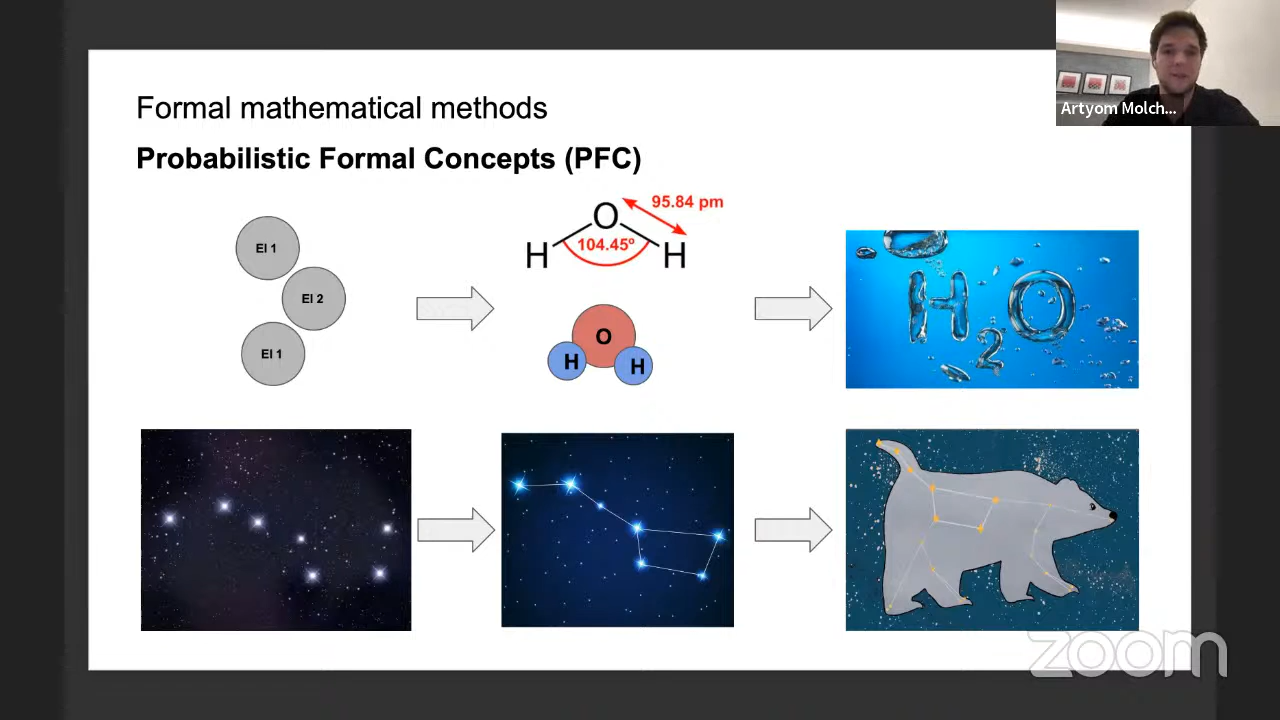 Formal mathematical methods
Probabilistic Formal Concepts (PFC)
Artyom Molch...
El 1
El 2
El 1
O
H
H
95.84 pm
104.45º
O
H
H
H2O
zoom